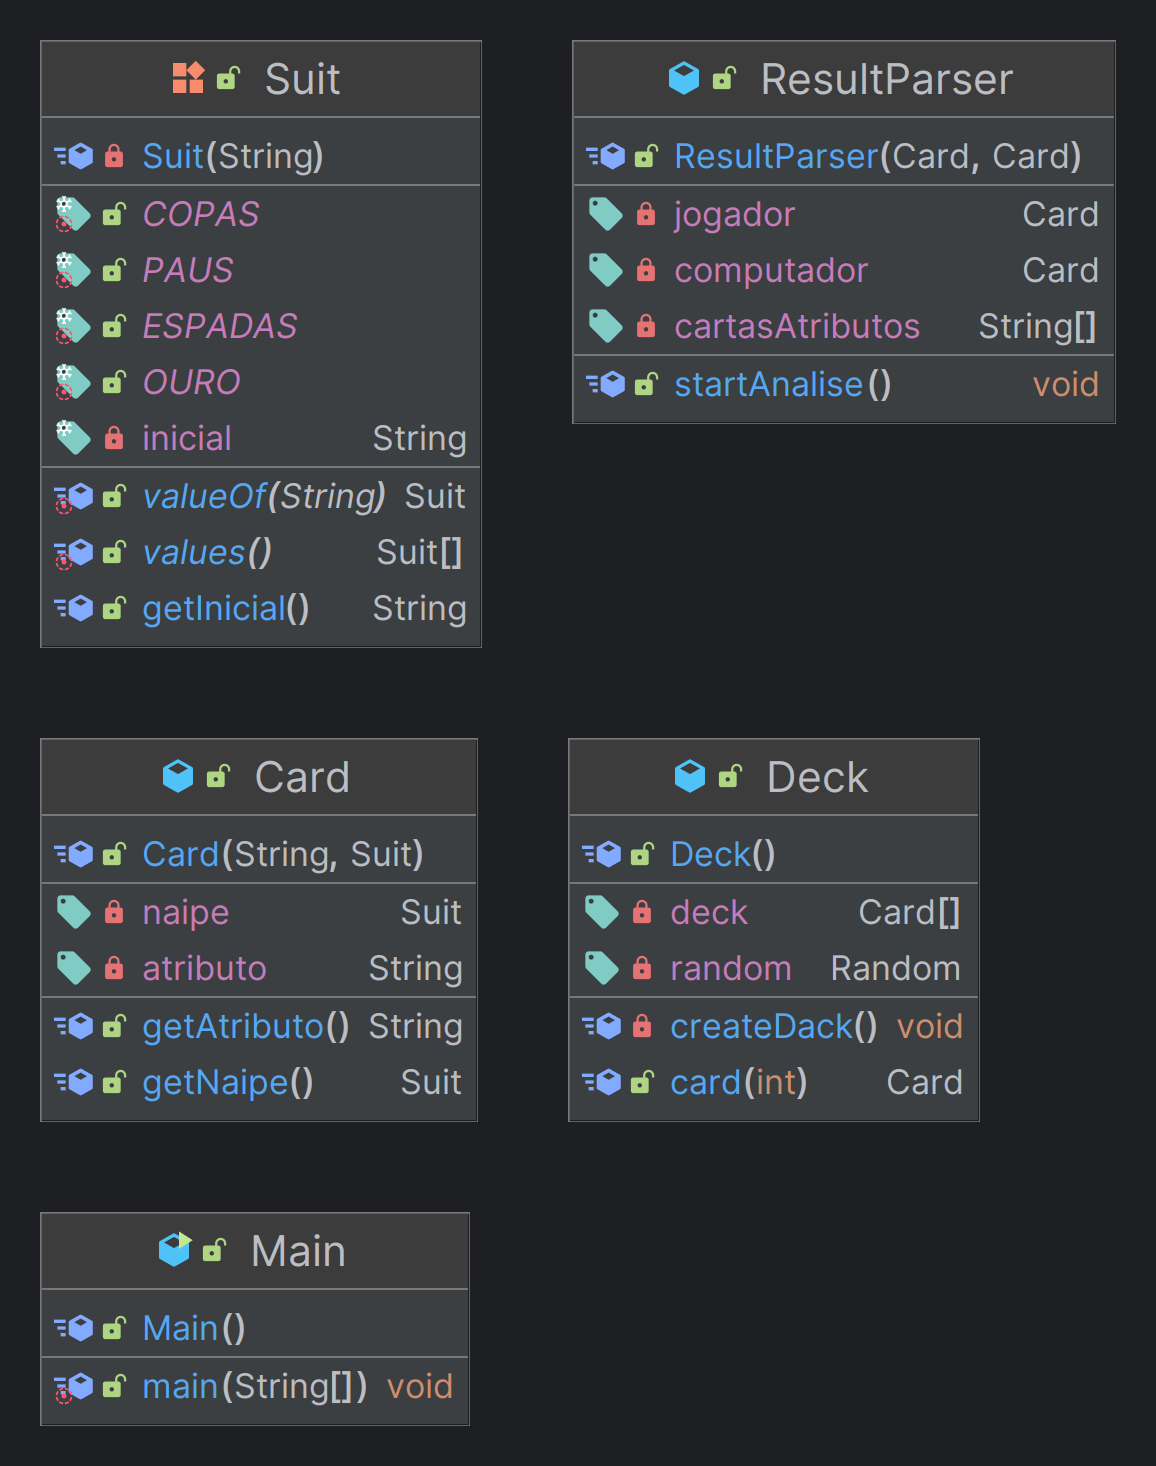 Suit
Suit(String)
COPAS
PAUS
ESPADAS
OURO
inicial String
valueOf(String) Suit
values() Suit[]
getInicial() String
ResultParser
ResultParser(Card, Card)
jogador Card
computador Card
cartasAtributos String[]
startAnalise() void
Card
Card(String, Suit)
naipe Suit
atributo String
getAtributo() String
getNaipe() Suit
Deck
Deck()
deck Card[]
random Random
createDack() void
card(int) Card
Main
Main()
main(String[]) void